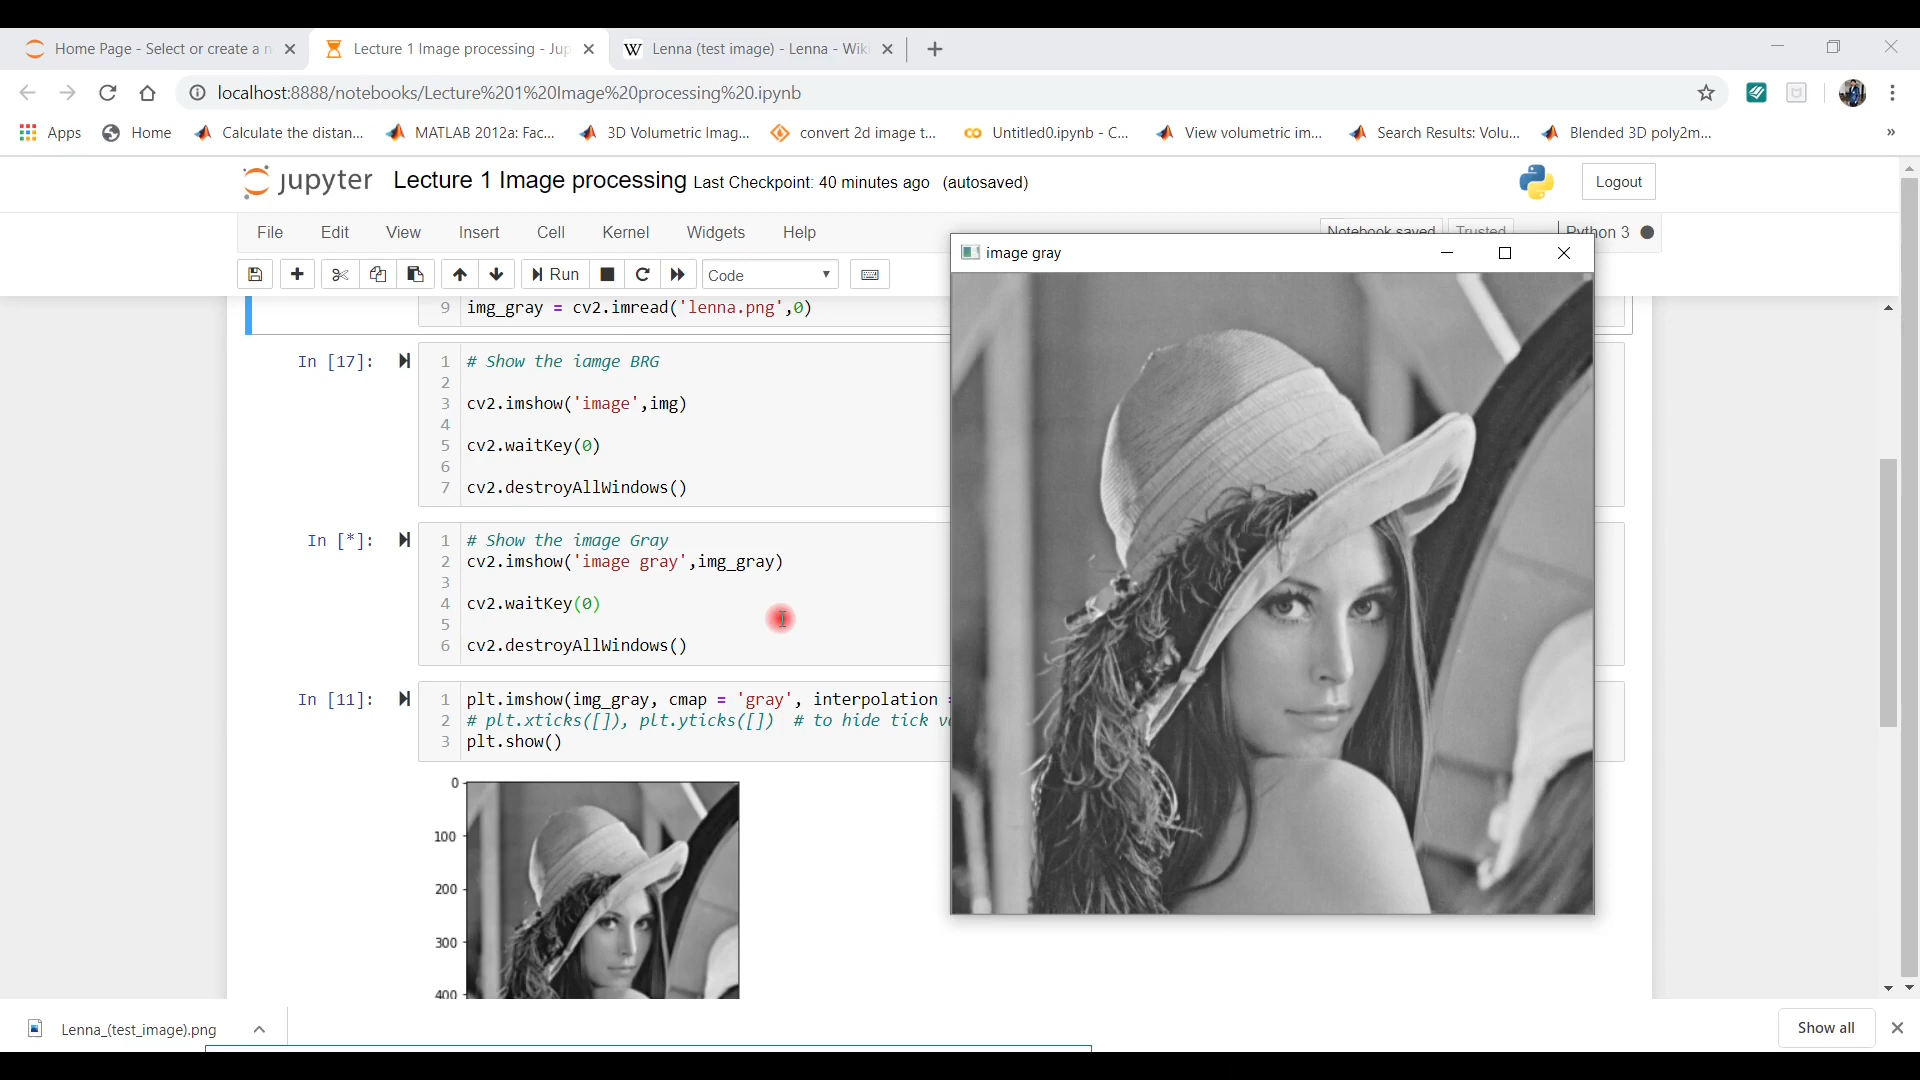 Home Page - Select or create a n
Lecture 1 Image processing - Jup
W Lenna (test image) - Lenna - Wiki
localhost:8888/notebooks/Lecture%201%20Image%20processing%20.ipynb
Apps
Home
Calculate the distan...
MATLAB 2012a: Fac...
3D Volumetric Imag...
convert 2d image t...
Untitled0.ipynb - C...
View volumetric im...
Search Results: Volu...
Blended 3D poly2m...
»
jupyter Lecture 1 Image processing Last Checkpoint: 40 minutes ago (autosaved)
Logout
File Edit View Insert Cell Kernel Widgets Help
Notebook saved Trusted Python 3
Run Code
image gray
9 img_gray = cv2.imread('lenna.png',0)
In [17]:
1 # Show the iamge BRG
2
3 cv2.imshow('image',img)
4
5 cv2.waitKey(0)
6
7 cv2.destroyAllWindows()
In [*]:
1 # Show the image Gray
2 cv2.imshow('image gray',img_gray)
3
4 cv2.waitKey(0)
5
6 cv2.destroyAllWindows()
In [11]:
1 plt.imshow(img_gray, cmap = 'gray', interpolation =
2 # plt.xticks([]), plt.yticks([]) # to hide tick v
3 plt.show()
0
100
200
300
400
Lenna_(test_image).png
Show all